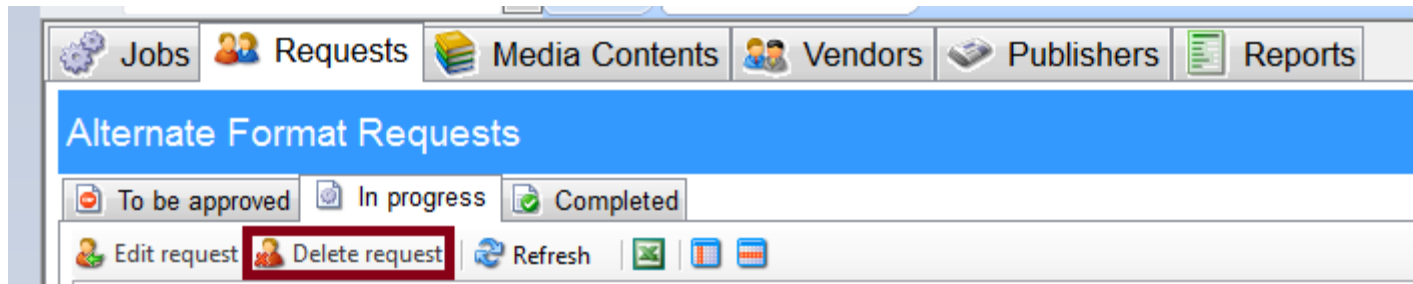 Jobs Requests Media Contents Vendors Publishers Reports
Alternate Format Requests
To be approved In progress Completed
Edit request Delete request Refresh